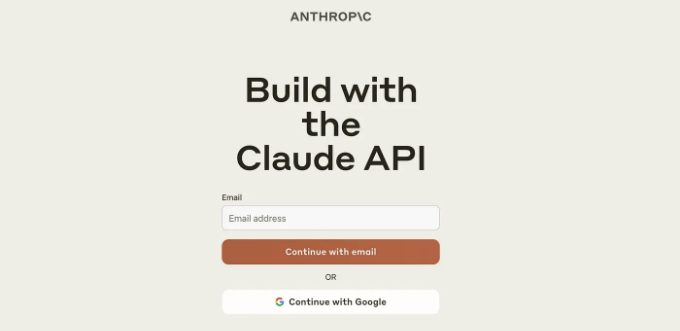 ANTHROP\C
Build with
the
Claude API
Email
Email address
Continue with email
OR
Continue with Google